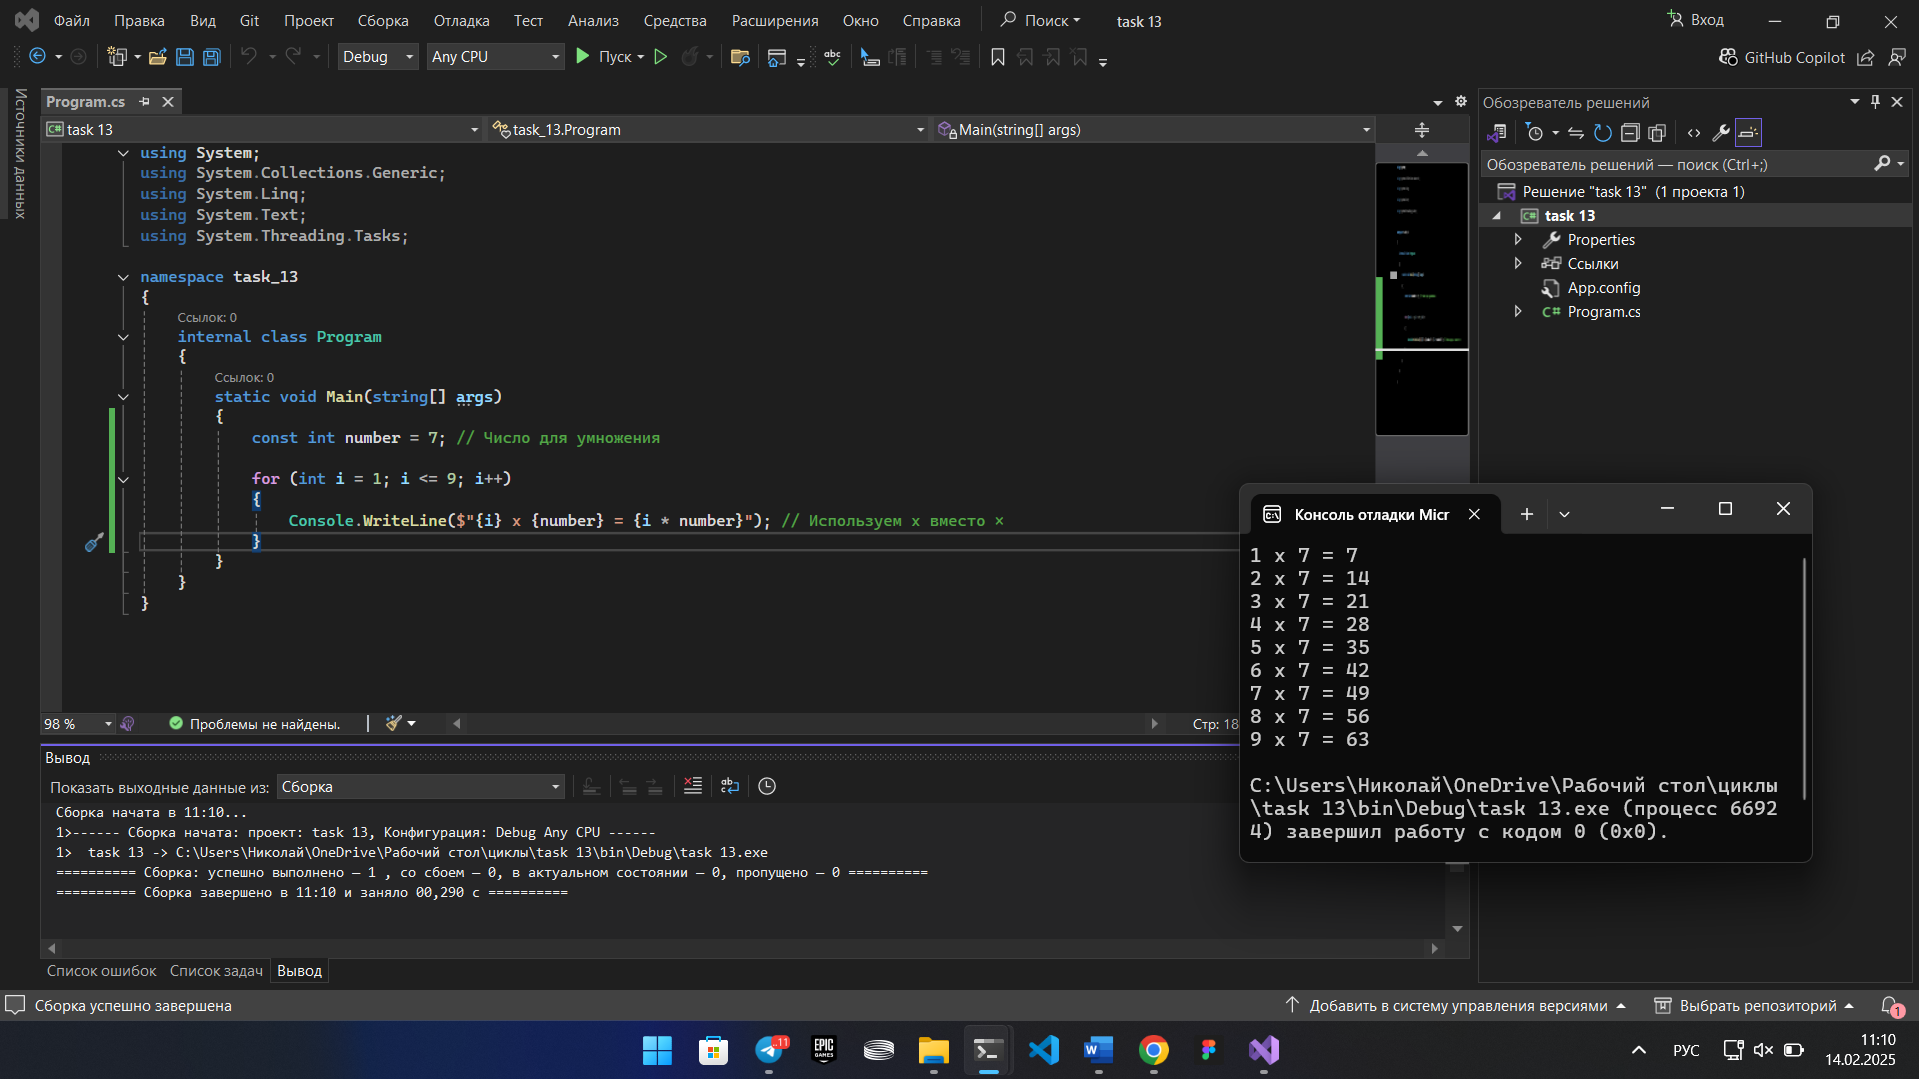 Файл Правка Вид Git Проект Сборка Отладка Тест Анализ Средства Расширения Окно Справка Поиск task 13 Вход
Debug Any CPU Пуск abc GitHub Copilot
Источники данных
Program.cs
task 13 task_13.Program Main(string[] args)
using System;
using System.Collections.Generic;
using System.Linq;
using System.Text;
using System.Threading.Tasks;
namespace task_13
{
Ссылок: 0
internal class Program
{
Ссылок: 0
static void Main(string[] args)
{
const int number = 7; // Число для умножения
for (int i = 1; i <= 9; i++)
{
Console.WriteLine($"{i} x {number} = {i * number}"); // Используем x вместо ×
}
}
}
}
98 % Проблемы не найдены. Стр: 18
Обозреватель решений
Обозреватель решений — поиск (Ctrl+;)
Решение "task 13" (1 проекта 1)
C# task 13
Properties
Ссылки
App.config
C# Program.cs
Консоль отладки Micr
1 x 7 = 7
2 x 7 = 14
3 x 7 = 21
4 x 7 = 28
5 x 7 = 35
6 x 7 = 42
7 x 7 = 49
8 x 7 = 56
9 x 7 = 63
C:\Users\Николай\OneDrive\Рабочий стол\циклы
\task 13\bin\Debug\task 13.exe (процесс 6692
4) завершил работу с кодом 0 (0x0).
Вывод
Показать выходные данные из: Сборка
Сборка начата в 11:10...
1>------ Сборка начата: проект: task 13, Конфигурация: Debug Any CPU ------
1>  task 13 -> C:\Users\Николай\OneDrive\Рабочий стол\циклы\task 13\bin\Debug\task 13.exe
========== Сборка: успешно выполнено — 1 , со сбоем — 0, в актуальном состоянии — 0, пропущено — 0 ==========
========== Сборка завершено в 11:10 и заняло 00,290 с ==========
Список ошибок Список задач Вывод
Сборка успешно завершена Добавить в систему управления версиями Выбрать репозиторий 1
..11 EPIC GAMES W РУС 11:10
14.02.2025